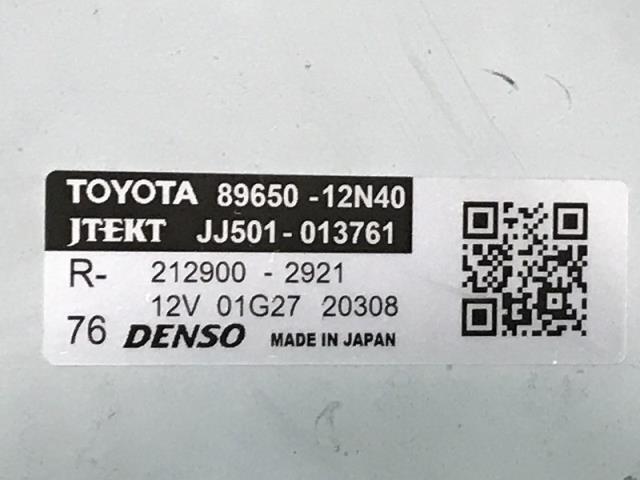 TOYOTA 89650 -12N40
JTEKT JJ501- 013761
R- 212900 - 2921
12V 01G27 20308
76 DENSO MADE IN JAPAN